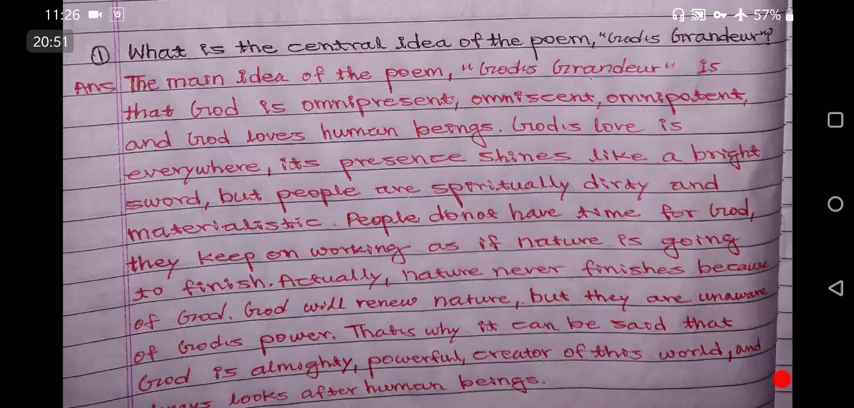 11:26 57%
20:51
① What is the central idea of the poem, "God's Grandeur"?
Ans The main idea of the poem, "God's Grandeur" is
that God is omnipresent, omniscent, omnipotent,
and God loves human beings. God's love is
everywhere, its presence shines like a bright
sword, but people are spiritually dirty and
materialistic. People donot have time for God,
they keep on working as if nature is going
to finish. Actually, nature never finishes because
of God. God will renew nature, but they are unaware
of God's power. That's why it can be said that
God is almighty, powerful, creator of this world, and
looks after human beings.